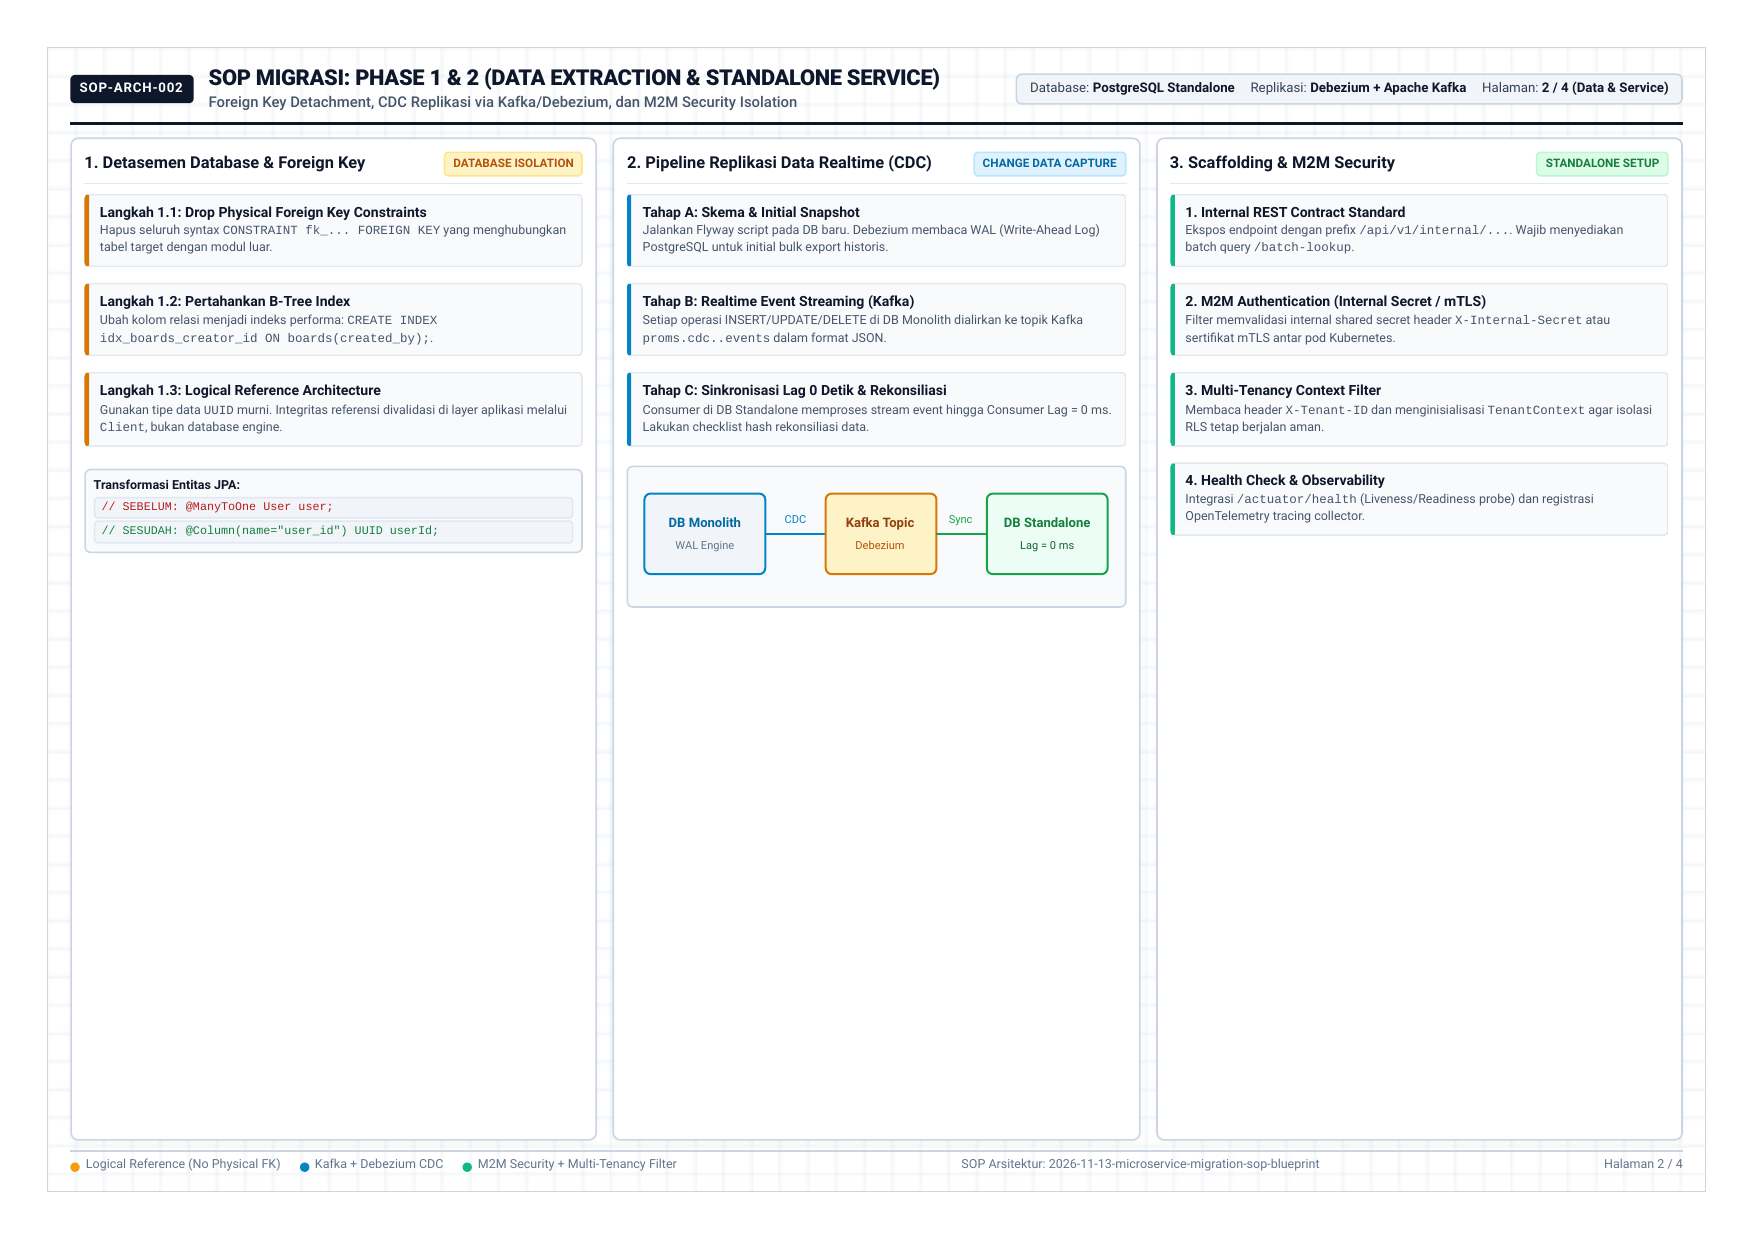 SOP-ARCH-002
SOP MIGRASI: PHASE 1 & 2 (DATA EXTRACTION & STANDALONE SERVICE)
Foreign Key Detachment, CDC Replikasi via Kafka/Debezium, dan M2M Security Isolation
Database: PostgreSQL Standalone Replikasi: Debezium + Apache Kafka Halaman: 2 / 4 (Data & Service)
1. Detasemen Database & Foreign Key
DATABASE ISOLATION
Langkah 1.1: Drop Physical Foreign Key Constraints
Hapus seluruh syntax CONSTRAINT fk_... FOREIGN KEY yang menghubungkan
tabel target dengan modul luar.
Langkah 1.2: Pertahankan B-Tree Index
Ubah kolom relasi menjadi indeks performa: CREATE INDEX
idx_boards_creator_id ON boards(created_by);.
Langkah 1.3: Logical Reference Architecture
Gunakan tipe data UUID murni. Integritas referensi divalidasi di layer aplikasi melalui
Client, bukan database engine.
Transformasi Entitas JPA:
// SEBELUM: @ManyToOne User user;
// SESUDAH: @Column(name="user_id") UUID userId;
2. Pipeline Replikasi Data Realtime (CDC)
CHANGE DATA CAPTURE
Tahap A: Skema & Initial Snapshot
Jalankan Flyway script pada DB baru. Debezium membaca WAL (Write-Ahead Log)
PostgreSQL untuk initial bulk export historis.
Tahap B: Realtime Event Streaming (Kafka)
Setiap operasi INSERT/UPDATE/DELETE di DB Monolith dialirkan ke topik Kafka
proms.cdc..events dalam format JSON.
Tahap C: Sinkronisasi Lag 0 Detik & Rekonsiliasi
Consumer di DB Standalone memproses stream event hingga Consumer Lag = 0 ms.
Lakukan checklist hash rekonsiliasi data.
DB Monolith
WAL Engine
CDC
Kafka Topic
Debezium
Sync
DB Standalone
Lag = 0 ms
3. Scaffolding & M2M Security
STANDALONE SETUP
1. Internal REST Contract Standard
Ekspos endpoint dengan prefix /api/v1/internal/.... Wajib menyediakan
batch query /batch-lookup.
2. M2M Authentication (Internal Secret / mTLS)
Filter memvalidasi internal shared secret header X-Internal-Secret atau
sertifikat mTLS antar pod Kubernetes.
3. Multi-Tenancy Context Filter
Membaca header X-Tenant-ID dan menginisialisasi TenantContext agar isolasi
RLS tetap berjalan aman.
4. Health Check & Observability
Integrasi /actuator/health (Liveness/Readiness probe) dan registrasi
OpenTelemetry tracing collector.
Logical Reference (No Physical FK) Kafka + Debezium CDC M2M Security + Multi-Tenancy Filter
SOP Arsitektur: 2026-11-13-microservice-migration-sop-blueprint
Halaman 2 / 4